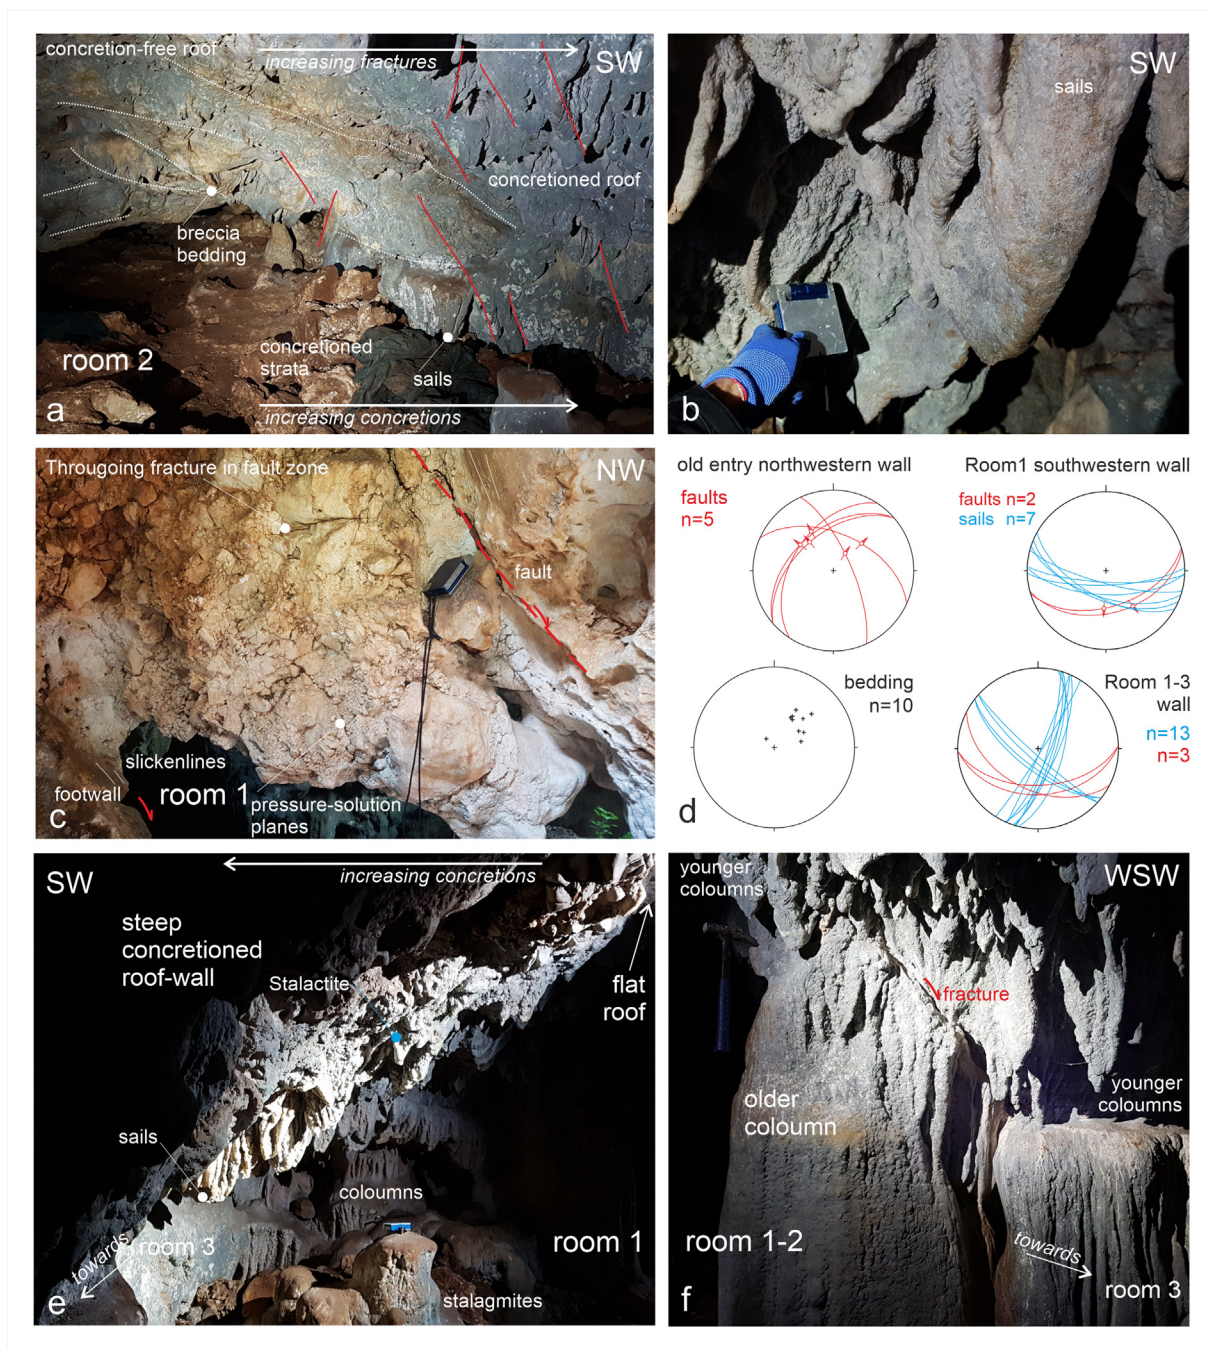 concretion-free roof
increasing fractures
SW
concretioned roof
breccia
bedding
room 2
concretioned
strata
sails
increasing concretions
a
SW
sails
b
Througoing fracture in fault zone
NW
fault
slickenlines
footwall
room 1
pressure-solution
planes
c
old entry northwestern wall
faults
n=5
Room1 southwestern wall
faults n=2
sails n=7
bedding
n=10
Room 1-3
wall
n=13
n=3
d
SW
increasing concretions
steep
concretioned
roof-wall
Stalactite
flat
roof
sails
coloumns
room 3
room 1
towards
stalagmites
e
younger
coloumns
WSW
fracture
older
coloumn
younger
coloumns
room 1-2
towards
room 3
f